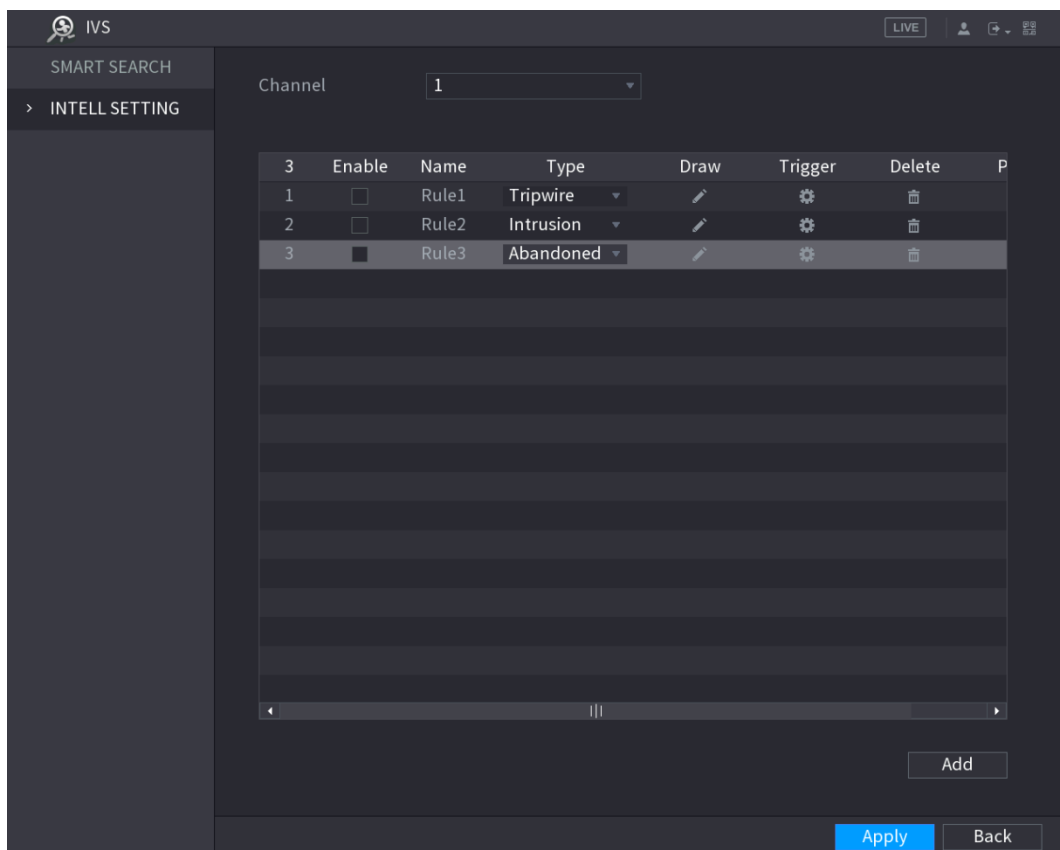 IVS LIVE
SMART SEARCH
> INTELL SETTING
Channel 1
3 Enable Name Type Draw Trigger Delete P
1 Rule1 Tripwire
2 Rule2 Intrusion
3 Rule3 Abandoned
Add
Apply Back